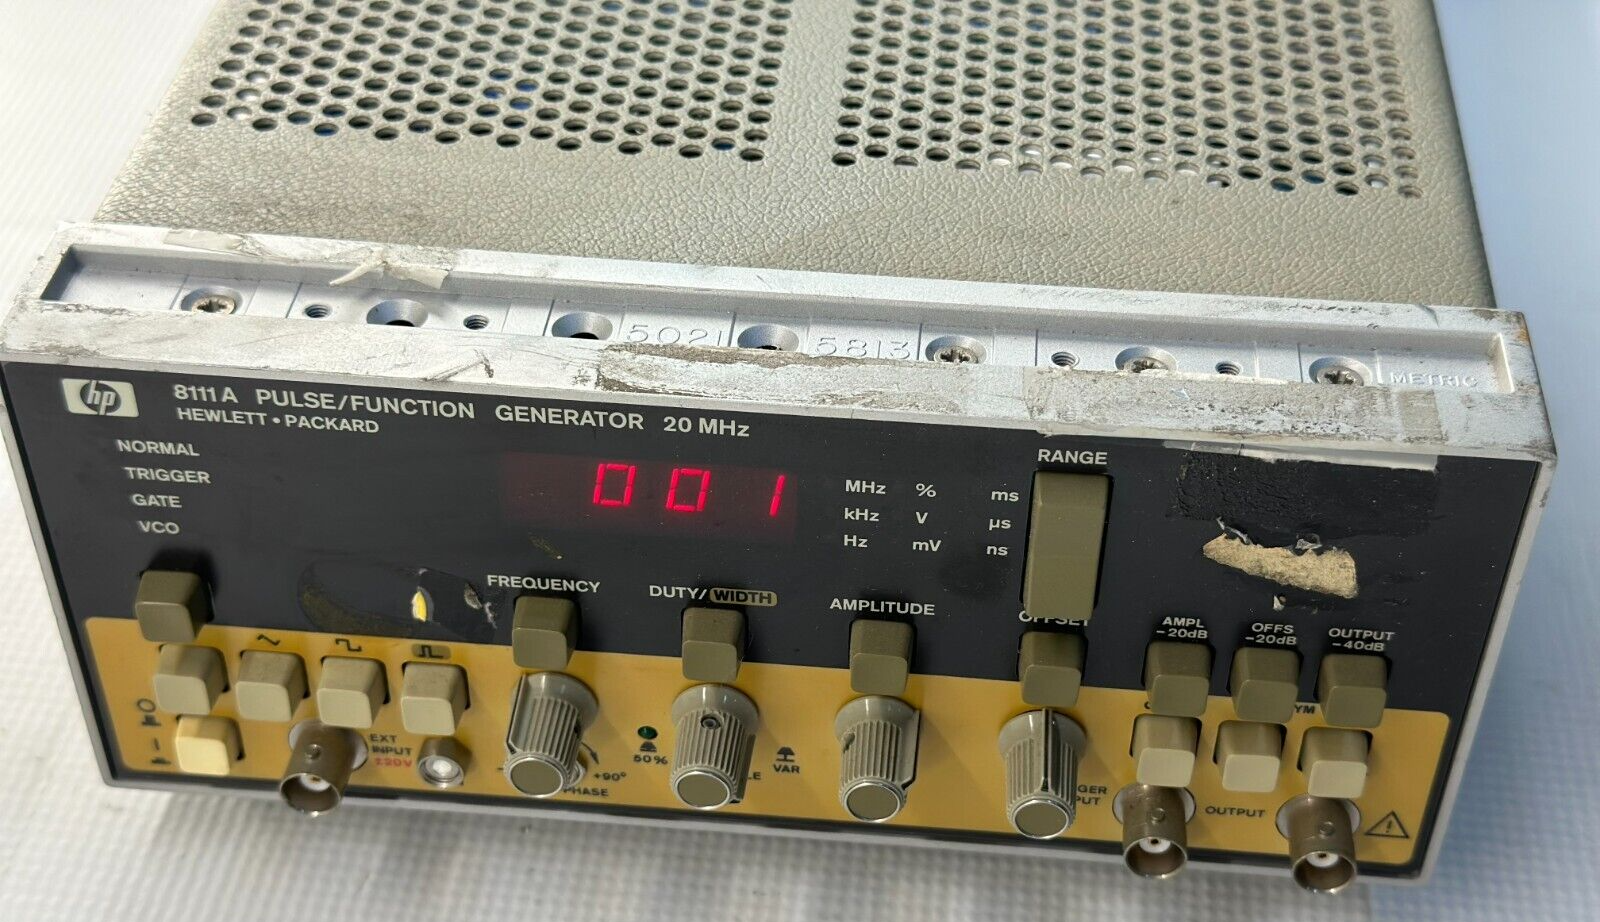 5021 5813 METRIC
hp 8111A PULSE/FUNCTION GENERATOR 20 MHz
HEWLETT • PACKARD
NORMAL
TRIGGER
GATE
VCO
001
MHz % ms
kHz V µs
Hz mV ns
RANGE
FREQUENCY
DUTY/WIDTH
AMPLITUDE
OFFSET
AMPL -20dB
OFFS -20dB
OUTPUT -40dB
EXT
INPUT
±20V
+90°
PHASE
50%
VAR
OUTPUT